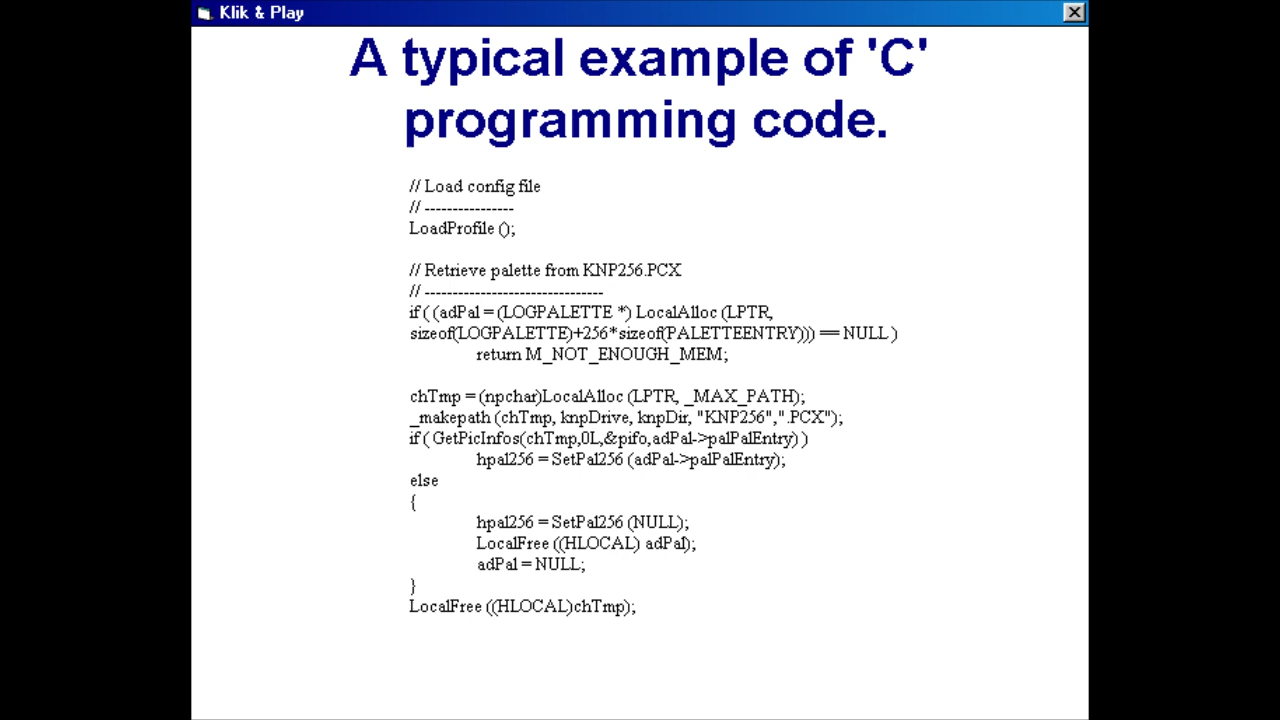 Klik & Play
A typical example of 'C'
programming code.
// Load config file
// ----------------
LoadProfile ();
// Retrieve palette from KNP256.PCX
// --------------------------------
if ( (adPal = (LOGPALETTE *) LocalAlloc (LPTR,
sizeof(LOGPALETTE)+256*sizeof(PALETTEENTRY))) == NULL )
return M_NOT_ENOUGH_MEM;
chTmp = (npchar)LocalAlloc (LPTR, _MAX_PATH);
_makepath (chTmp, knpDrive, knpDir, "KNP256",".PCX");
if ( GetPicInfos(chTmp,0L,&pifo,adPal->palPalEntry) )
hpal256 = SetPal256 (adPal->palPalEntry);
else
{
hpal256 = SetPal256 (NULL);
LocalFree ((HLOCAL) adPal);
adPal = NULL;
}
LocalFree ((HLOCAL)chTmp);